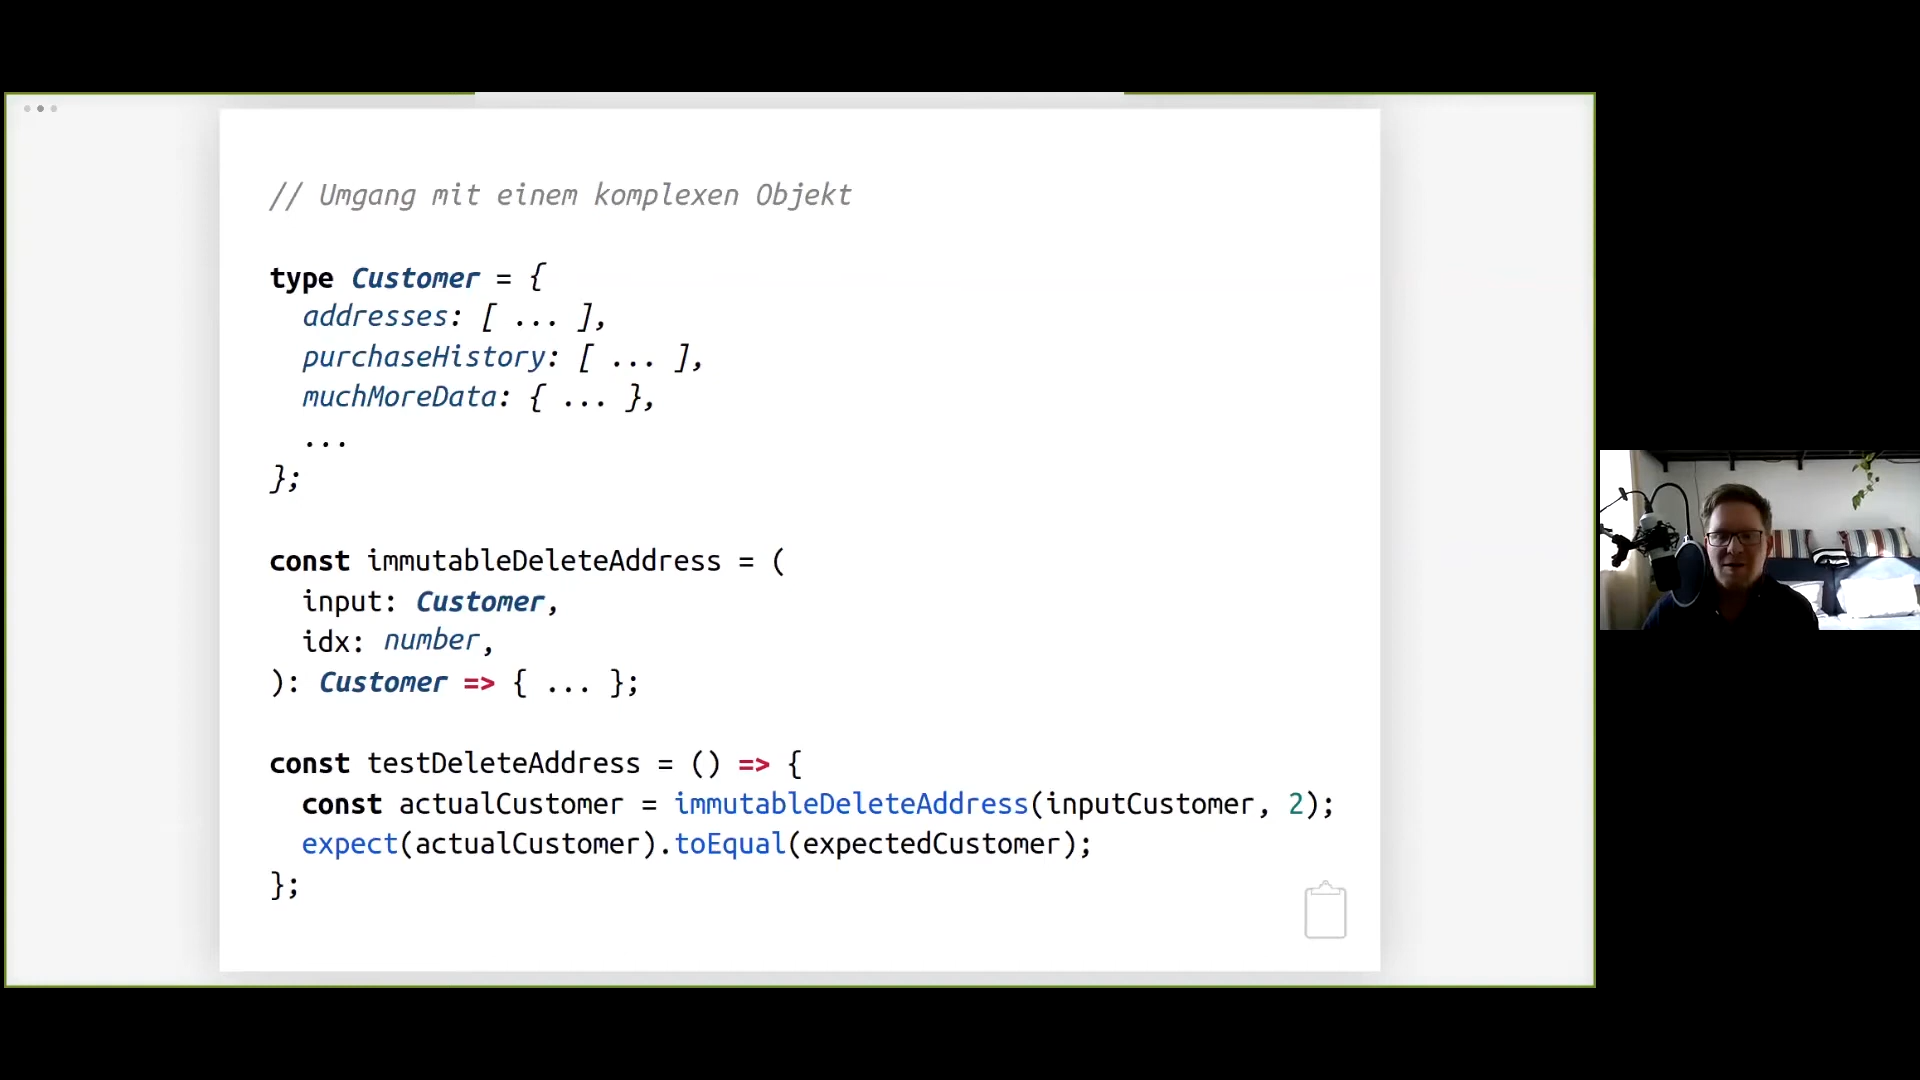 // Umgang mit einem komplexen Objekt
type Customer = {
addresses: [ ... ],
purchaseHistory: [ ... ],
muchMoreData: { ... },
...
};
const immutableDeleteAddress = (
input: Customer,
idx: number,
): Customer => { ... };
const testDeleteAddress = () => {
const actualCustomer = immutableDeleteAddress(inputCustomer, 2);
expect(actualCustomer).toEqual(expectedCustomer);
};